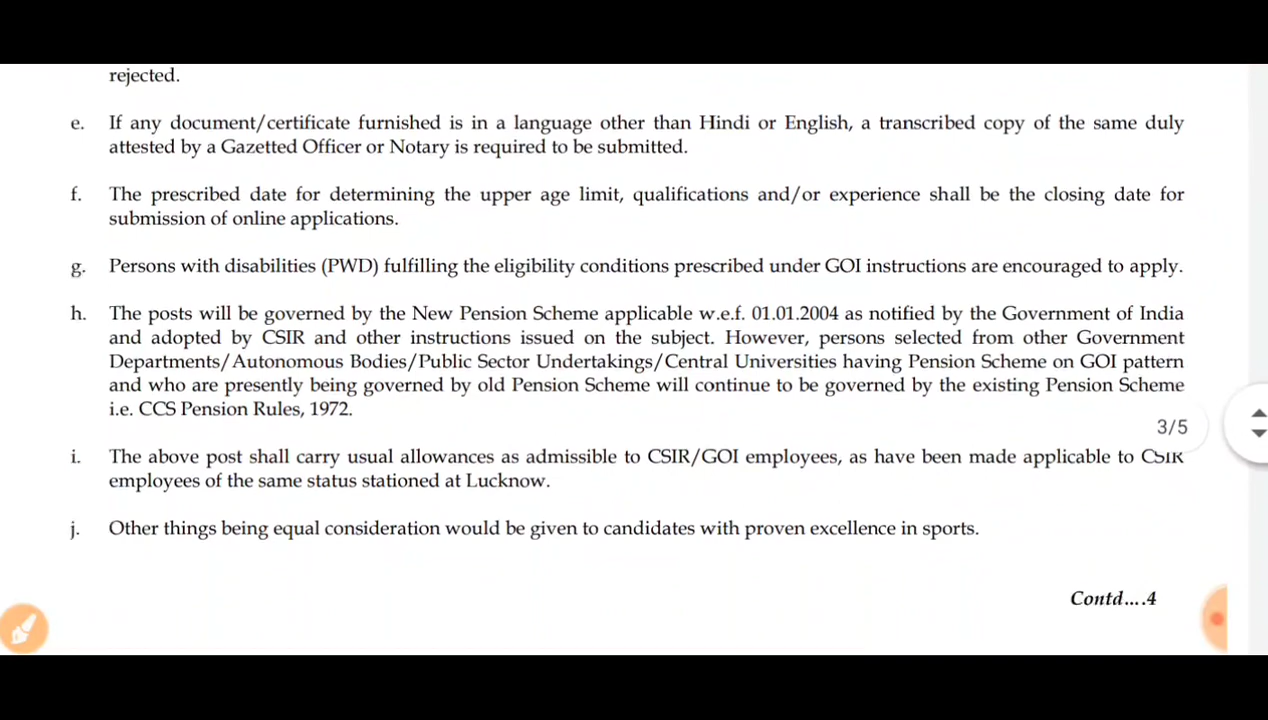 rejected.
e. If any document/certificate furnished is in a language other than Hindi or English, a transcribed copy of the same duly
attested by a Gazetted Officer or Notary is required to be submitted.
f. The prescribed date for determining the upper age limit, qualifications and/or experience shall be the closing date for
submission of online applications.
g. Persons with disabilities (PWD) fulfilling the eligibility conditions prescribed under GOI instructions are encouraged to apply.
h. The posts will be governed by the New Pension Scheme applicable w.e.f. 01.01.2004 as notified by the Government of India
and adopted by CSIR and other instructions issued on the subject. However, persons selected from other Government
Departments/Autonomous Bodies/Public Sector Undertakings/Central Universities having Pension Scheme on GOI pattern
and who are presently being governed by old Pension Scheme will continue to be governed by the existing Pension Scheme
i.e. CCS Pension Rules, 1972.
3/5
i. The above post shall carry usual allowances as admissible to CSIR/GOI employees, as have been made applicable to CSIR
employees of the same status stationed at Lucknow.
j. Other things being equal consideration would be given to candidates with proven excellence in sports.
Contd....4